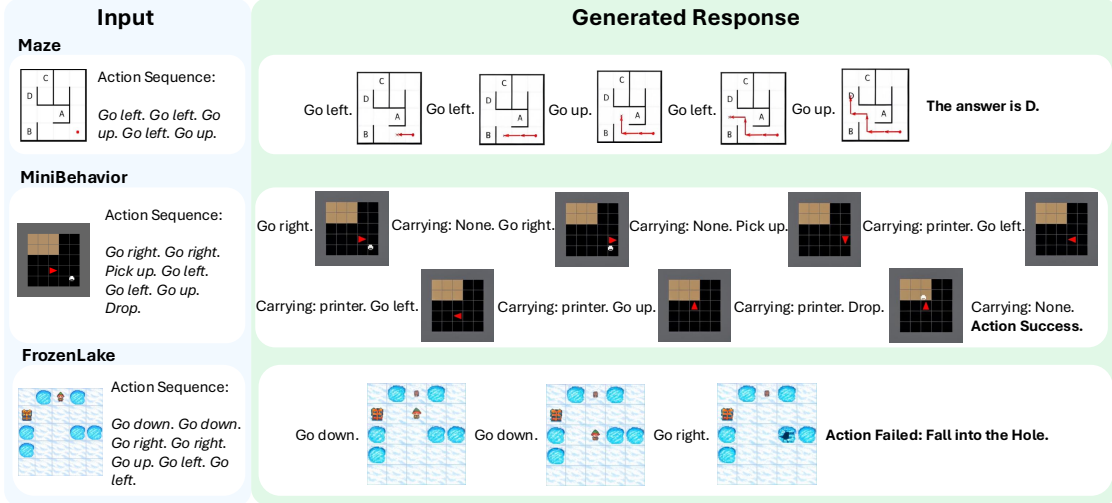 Input
Generated Response
Maze
C
D
A
B
Action Sequence:
Go left. Go left. Go
up. Go left. Go up.
Go left.
C
D
A
B
Go left.
C
D
A
B
Go up.
C
D
A
B
Go left.
C
D
A
B
Go up.
C
D
A
B
The answer is D.
MiniBehavior
Action Sequence:
Go right. Go right.
Pick up. Go left.
Go left. Go up.
Drop.
Go right.
Carrying: None. Go right.
Carrying: None. Pick up.
Carrying: printer. Go left.
Carrying: printer. Go left.
Carrying: printer. Go up.
Carrying: printer. Drop.
Carrying: None.
Action Success.
FrozenLake
Action Sequence:
Go down. Go down.
Go right. Go right.
Go up. Go left. Go
left.
Go down.
Go down.
Go right.
Action Failed: Fall into the Hole.